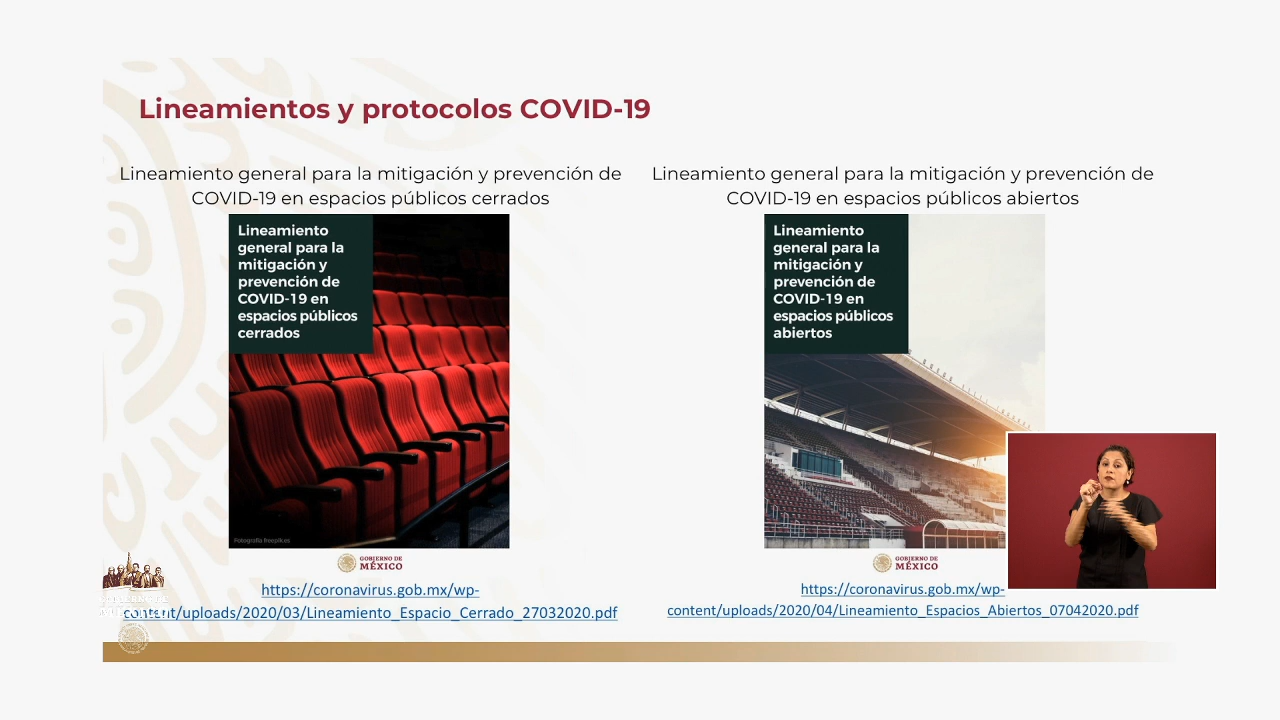 Lineamientos y protocolos COVID-19
Lineamiento general para la mitigación y prevención de
COVID-19 en espacios públicos cerrados
Lineamiento
general para la
mitigación y
prevención de
COVID-19 en
espacios públicos
cerrados
Fotografía freepik.es
GOBIERNO DE
MÉXICO
https://coronavirus.gob.mx/wp-
content/uploads/2020/03/Lineamiento_Espacio_Cerrado_27032020.pdf
Lineamiento general para la mitigación y prevención de
COVID-19 en espacios públicos abiertos
Lineamiento
general para la
mitigación y
prevención de
COVID-19 en
espacios públicos
abiertos
GOBIERNO DE
MÉXICO
https://coronavirus.gob.mx/wp-
content/uploads/2020/04/Lineamiento_Espacios_Abiertos_07042020.pdf